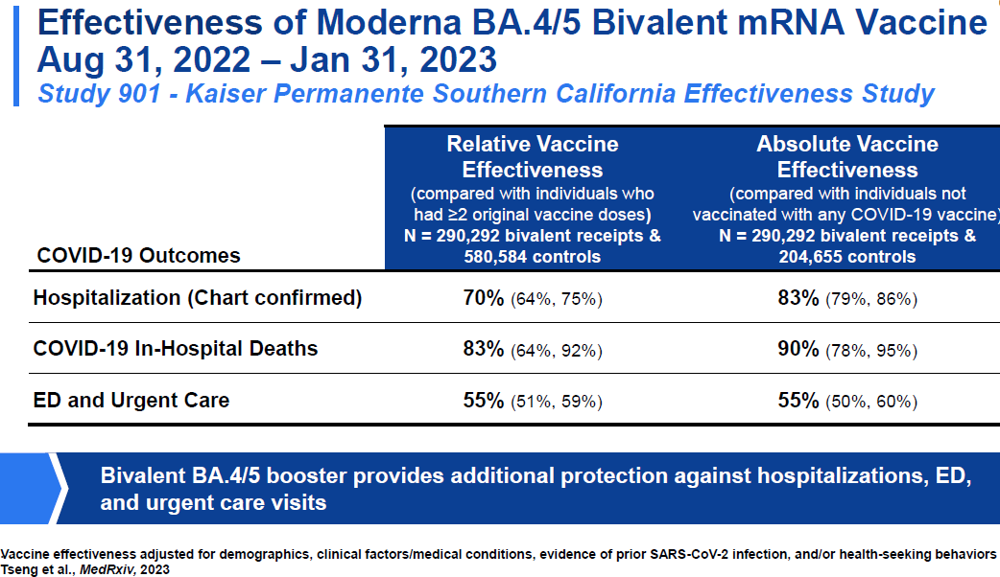 Effectiveness of Moderna BA.4/5 Bivalent mRNA Vaccine
Aug 31, 2022 – Jan 31, 2023
Study 901 - Kaiser Permanente Southern California Effectiveness Study
COVID-19 Outcomes
Relative Vaccine
Effectiveness
(compared with individuals who
had ≥2 original vaccine doses)
N = 290,292 bivalent receipts &
580,584 controls
Absolute Vaccine
Effectiveness
(compared with individuals not
vaccinated with any COVID-19 vaccine)
N = 290,292 bivalent receipts &
204,655 controls
Hospitalization (Chart confirmed) 70% (64%, 75%) 83% (79%, 86%)
COVID-19 In-Hospital Deaths 83% (64%, 92%) 90% (78%, 95%)
ED and Urgent Care 55% (51%, 59%) 55% (50%, 60%)
Bivalent BA.4/5 booster provides additional protection against hospitalizations, ED,
and urgent care visits
Vaccine effectiveness adjusted for demographics, clinical factors/medical conditions, evidence of prior SARS-CoV-2 infection, and/or health-seeking behaviors
Tseng et al., MedRxiv, 2023